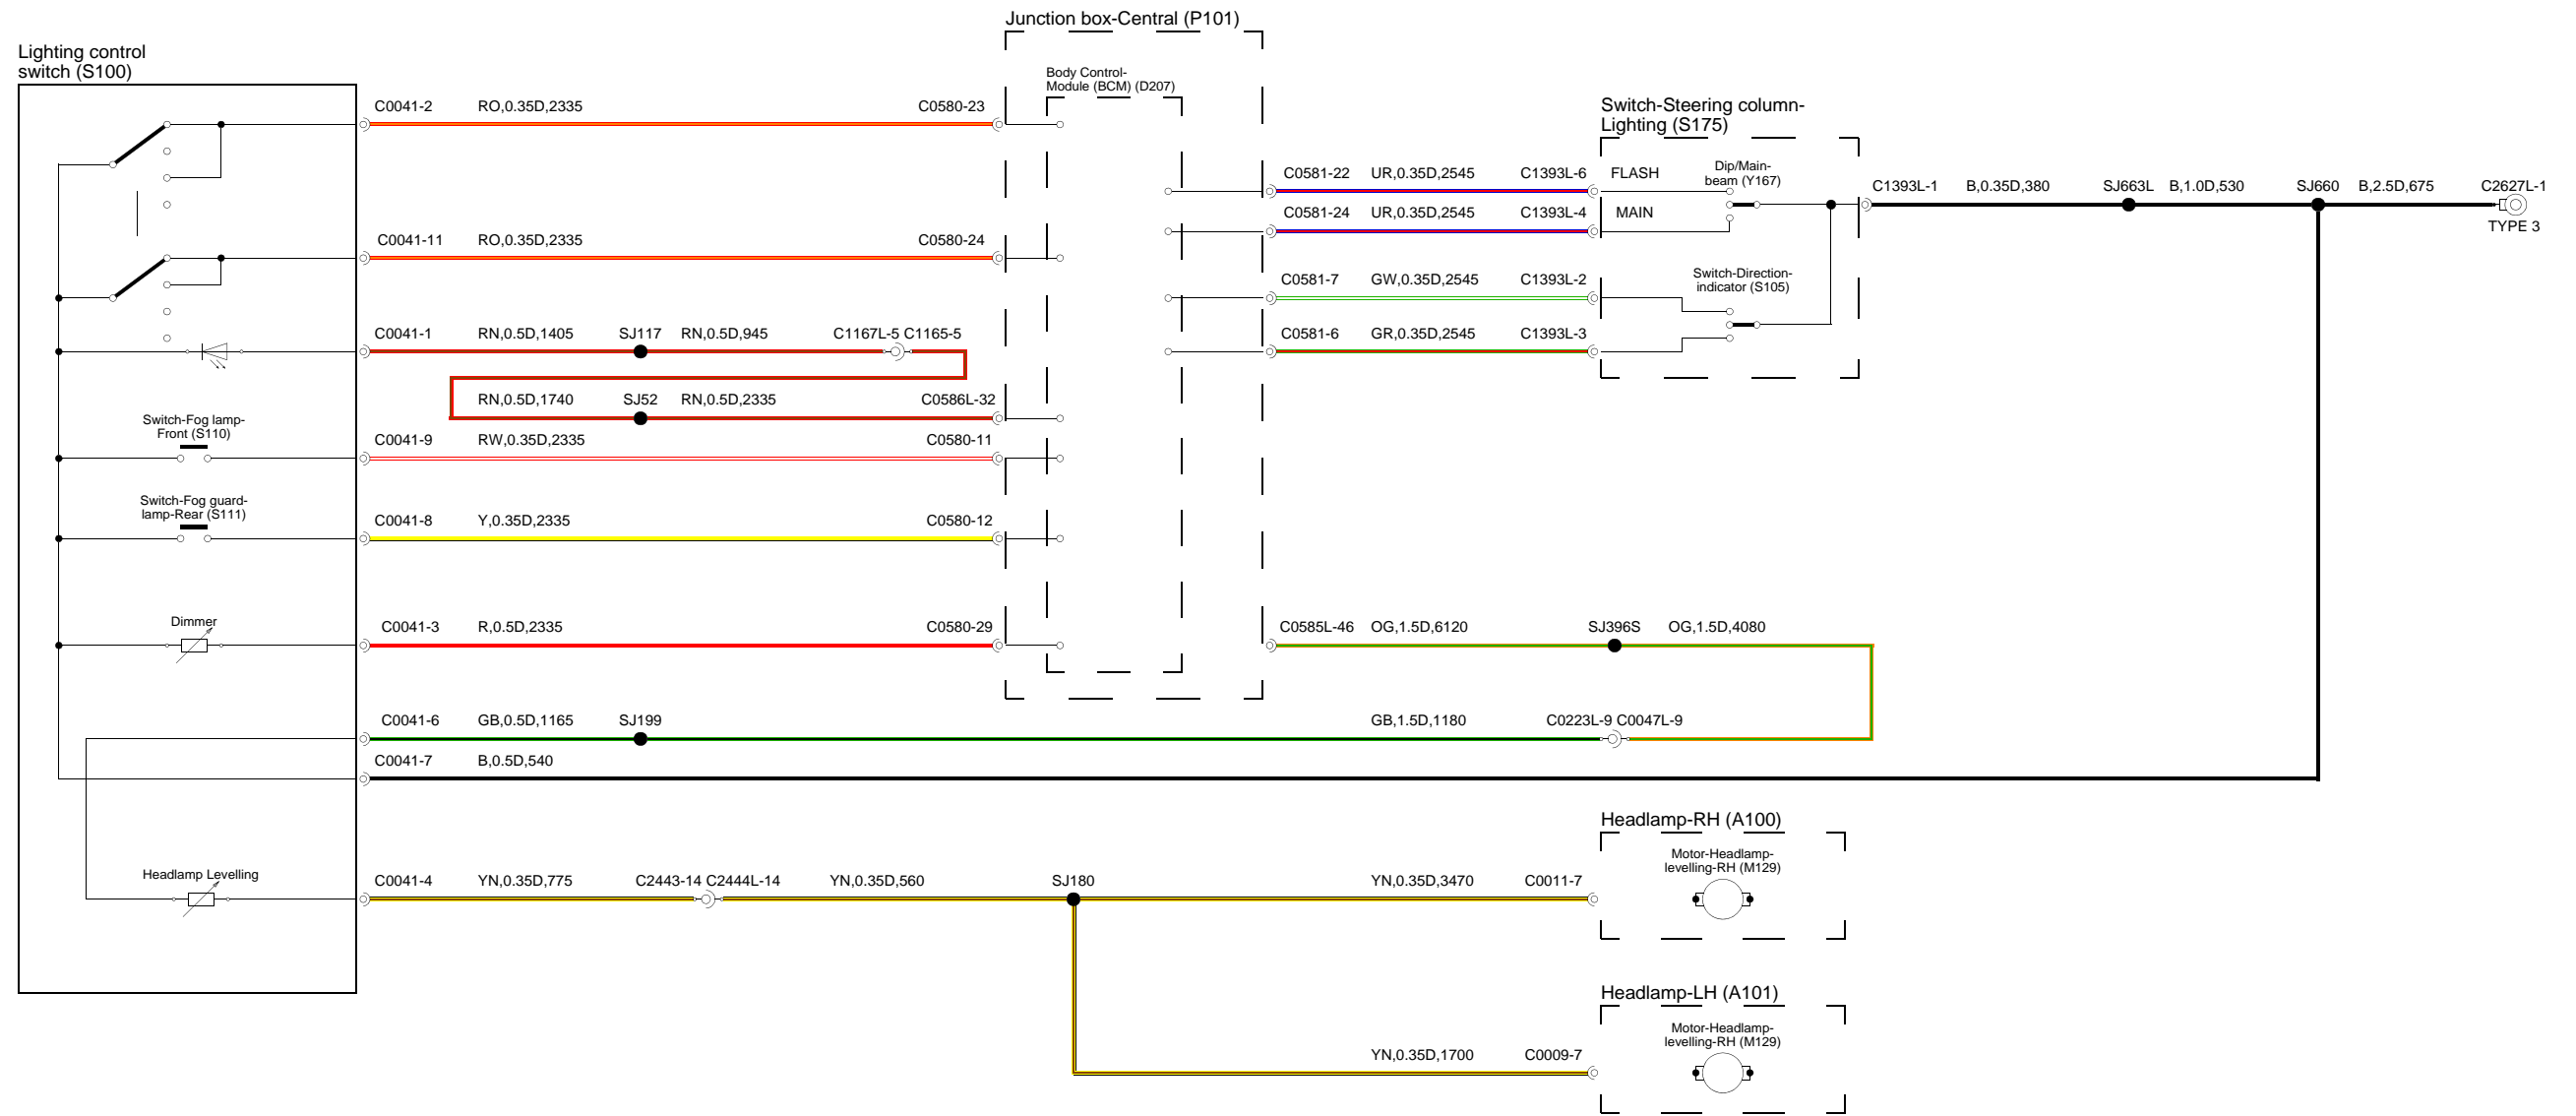 Junction box-Central (P101)
Lighting control
switch (S100)
Body Control-
Module (BCM) (D207)
C0041-2 RO,0.35D,2335 C0580-23
Switch-Steering column-
Lighting (S175)
C0581-22 UR,0.35D,2545 C1393L-6 FLASH
Dip/Main-
beam (Y167)
C1393L-1 B,0.35D,380 SJ663L B,1.0D,530 SJ660 B,2.5D,675 C2627L-1
TYPE 3
C0581-24 UR,0.35D,2545 C1393L-4 MAIN
C0041-11 RO,0.35D,2335 C0580-24
C0581-7 GW,0.35D,2545 C1393L-2
Switch-Direction-
indicator (S105)
C0041-1 RN,0.5D,1405 SJ117 RN,0.5D,945 C1167L-5 C1165-5
C0581-6 GR,0.35D,2545 C1393L-3
RN,0.5D,1740 SJ52 RN,0.5D,2335 C0586L-32
Switch-Fog lamp-
Front (S110)
C0041-9 RW,0.35D,2335 C0580-11
Switch-Fog guard-
lamp-Rear (S111)
C0041-8 Y,0.35D,2335 C0580-12
Dimmer
C0041-3 R,0.5D,2335 C0580-29
C0585L-46 OG,1.5D,6120 SJ396S OG,1.5D,4080
C0041-6 GB,0.5D,1165 SJ199 GB,1.5D,1180 C0223L-9 C0047L-9
C0041-7 B,0.5D,540
Headlamp-RH (A100)
Motor-Headlamp-
levelling-RH (M129)
Headlamp Levelling
C0041-4 YN,0.35D,775 C2443-14 C2444L-14 YN,0.35D,560 SJ180 YN,0.35D,3470 C0011-7
Headlamp-LH (A101)
Motor-Headlamp-
levelling-RH (M129)
YN,0.35D,1700 C0009-7